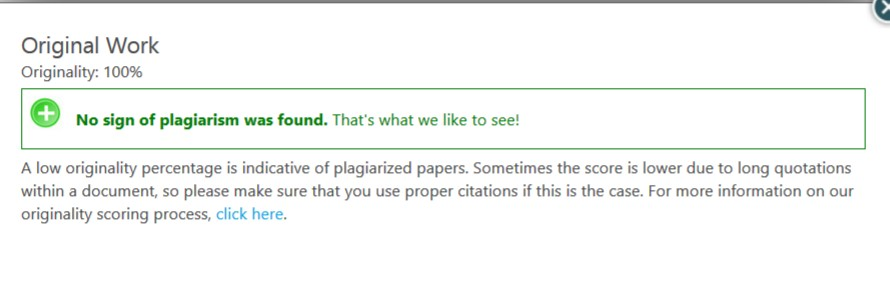 Original Work
Originality: 100%
No sign of plagiarism was found. That's what we like to see!
A low originality percentage is indicative of plagiarized papers. Sometimes the score is lower due to long quotations
within a document, so please make sure that you use proper citations if this is the case. For more information on our
originality scoring process, click here.